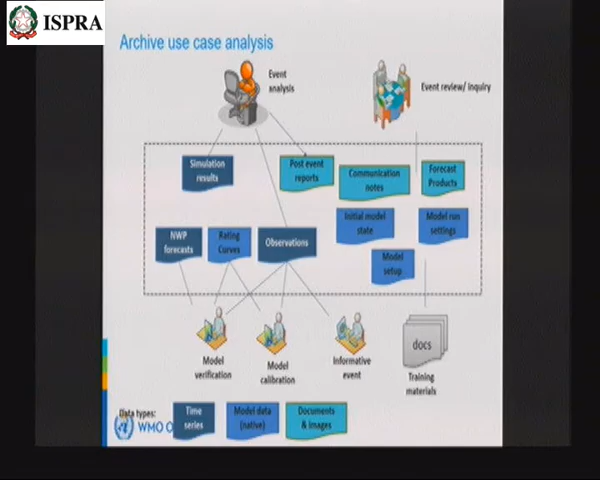 ISPRA
Archive use case analysis
Event
analysis
Event review/ inquiry
Simulation
results
Post event
reports
Communication
notes
Forecast
Products
Initial model
state
Model run
settings
NWP
forecasts
Rating
Curves
Observations
Model
setup
docs
Model
verification
Model
calibration
Informative
event
Training
materials
Data types:
Time
series
Model data
(native)
Documents
& images
WMO O